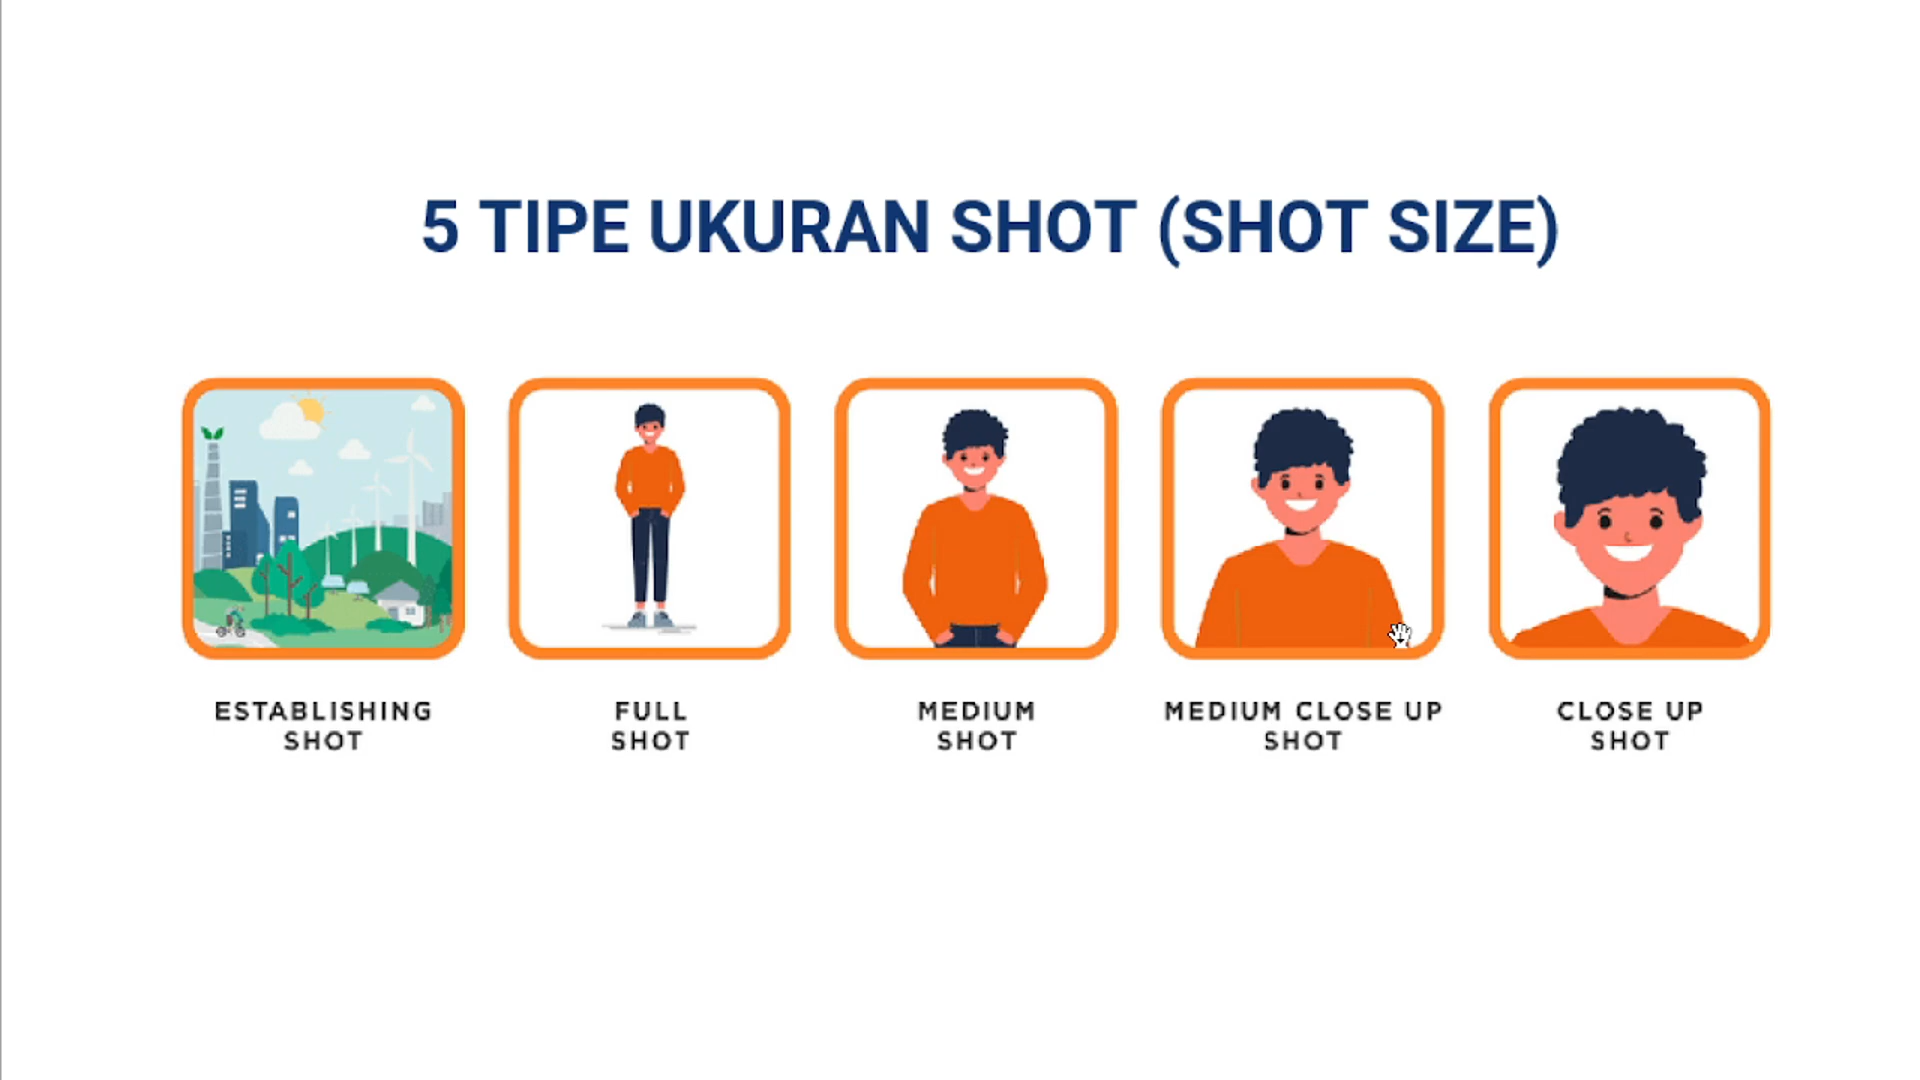 5 TIPE UKURAN SHOT (SHOT SIZE)
ESTABLISHING
SHOT
FULL
SHOT
MEDIUM
SHOT
MEDIUM CLOSE UP
SHOT
CLOSE UP
SHOT